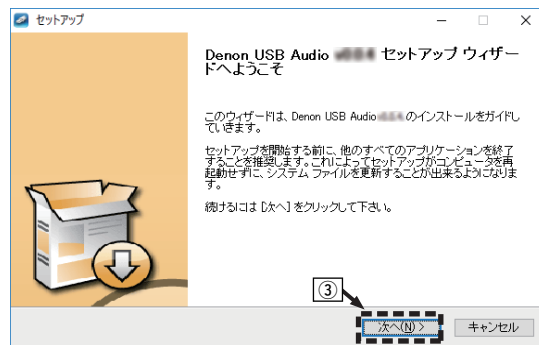 セットアップ
Denon USB Audio セットアップ ウィザー
ドへようこそ
このウィザードは、Denon USB Audio のインストールをガイドし
ていきます。
セットアップを開始する前に、他のすべてのアプリケーションを終了
することを推奨します。これによってセットアップがコンピュータを再
起動せずに、システム ファイルを更新することが出来るようになりま
す。
続けるには [次へ] をクリックして下さい。
③
次へ(N) >
キャンセル